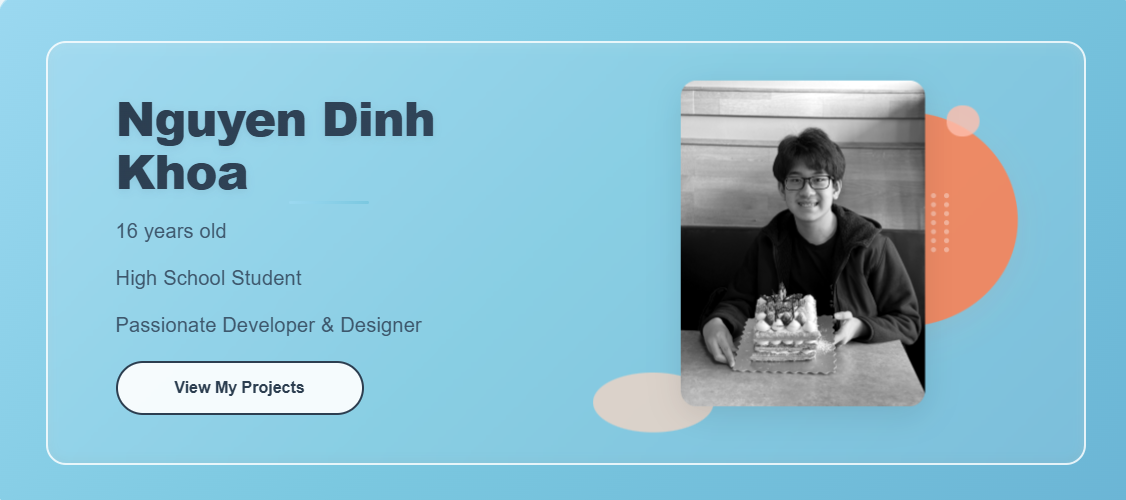 Nguyen Dinh
Khoa
16 years old
High School Student
Passionate Developer & Designer
View My Projects